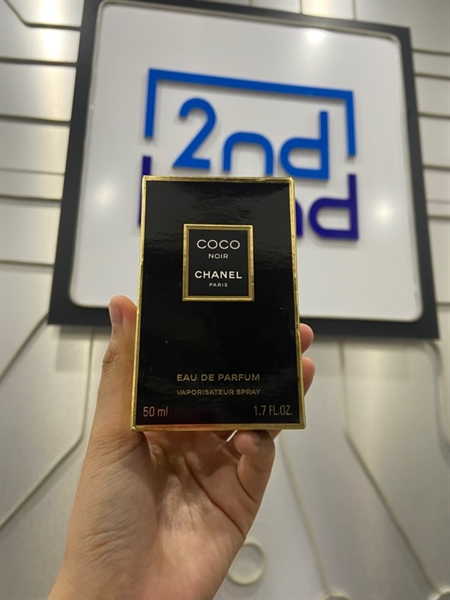 2nd
COCO
NOIR
CHANEL
PARIS
EAU DE PARFUM
VAPORISATEUR SPRAY
50 ml 1.7 FL.OZ.